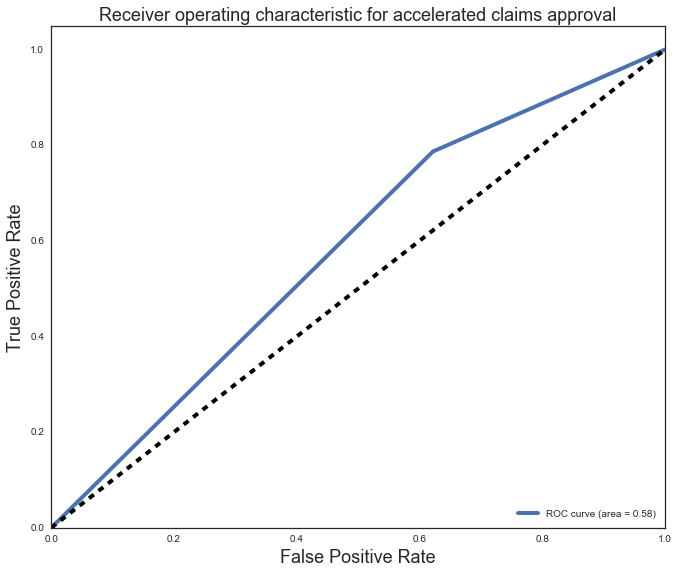 Receiver operating characteristic for accelerated claims approval
1.0
0.8
0.6
0.4
0.2
0.0
True Positive Rate
0.0 0.2 0.4 0.6 0.8 1.0
False Positive Rate
ROC curve (area = 0.58)